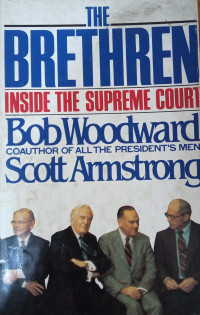 THE
BRETHREN
INSIDE THE SUPREME COURT
Bob Woodward
COAUTHOR OF ALL THE PRESIDENT'S MEN
Scott Armstrong